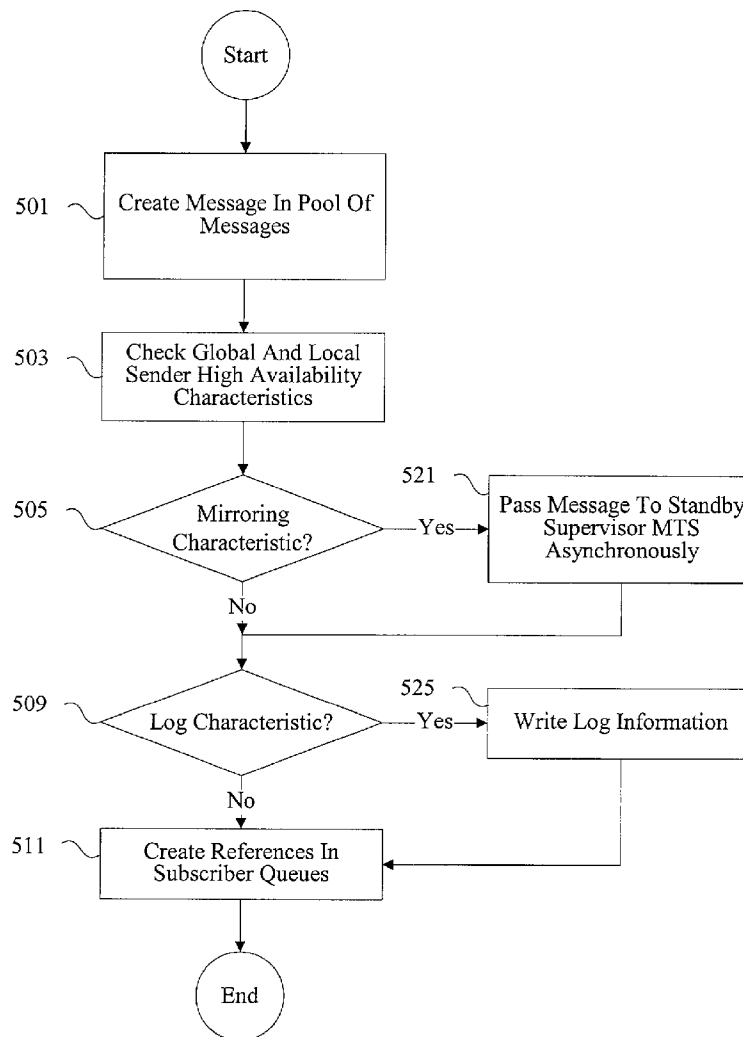 Start
501
Create Message In Pool Of
Messages
503
Check Global And Local
Sender High Availability
Characteristics
505
Mirroring
Characteristic?
Yes
521
Pass Message To Standby
Supervisor MTS
Asynchronously
No
509
Log Characteristic?
Yes
525
Write Log Information
No
511
Create References In
Subscriber Queues
End